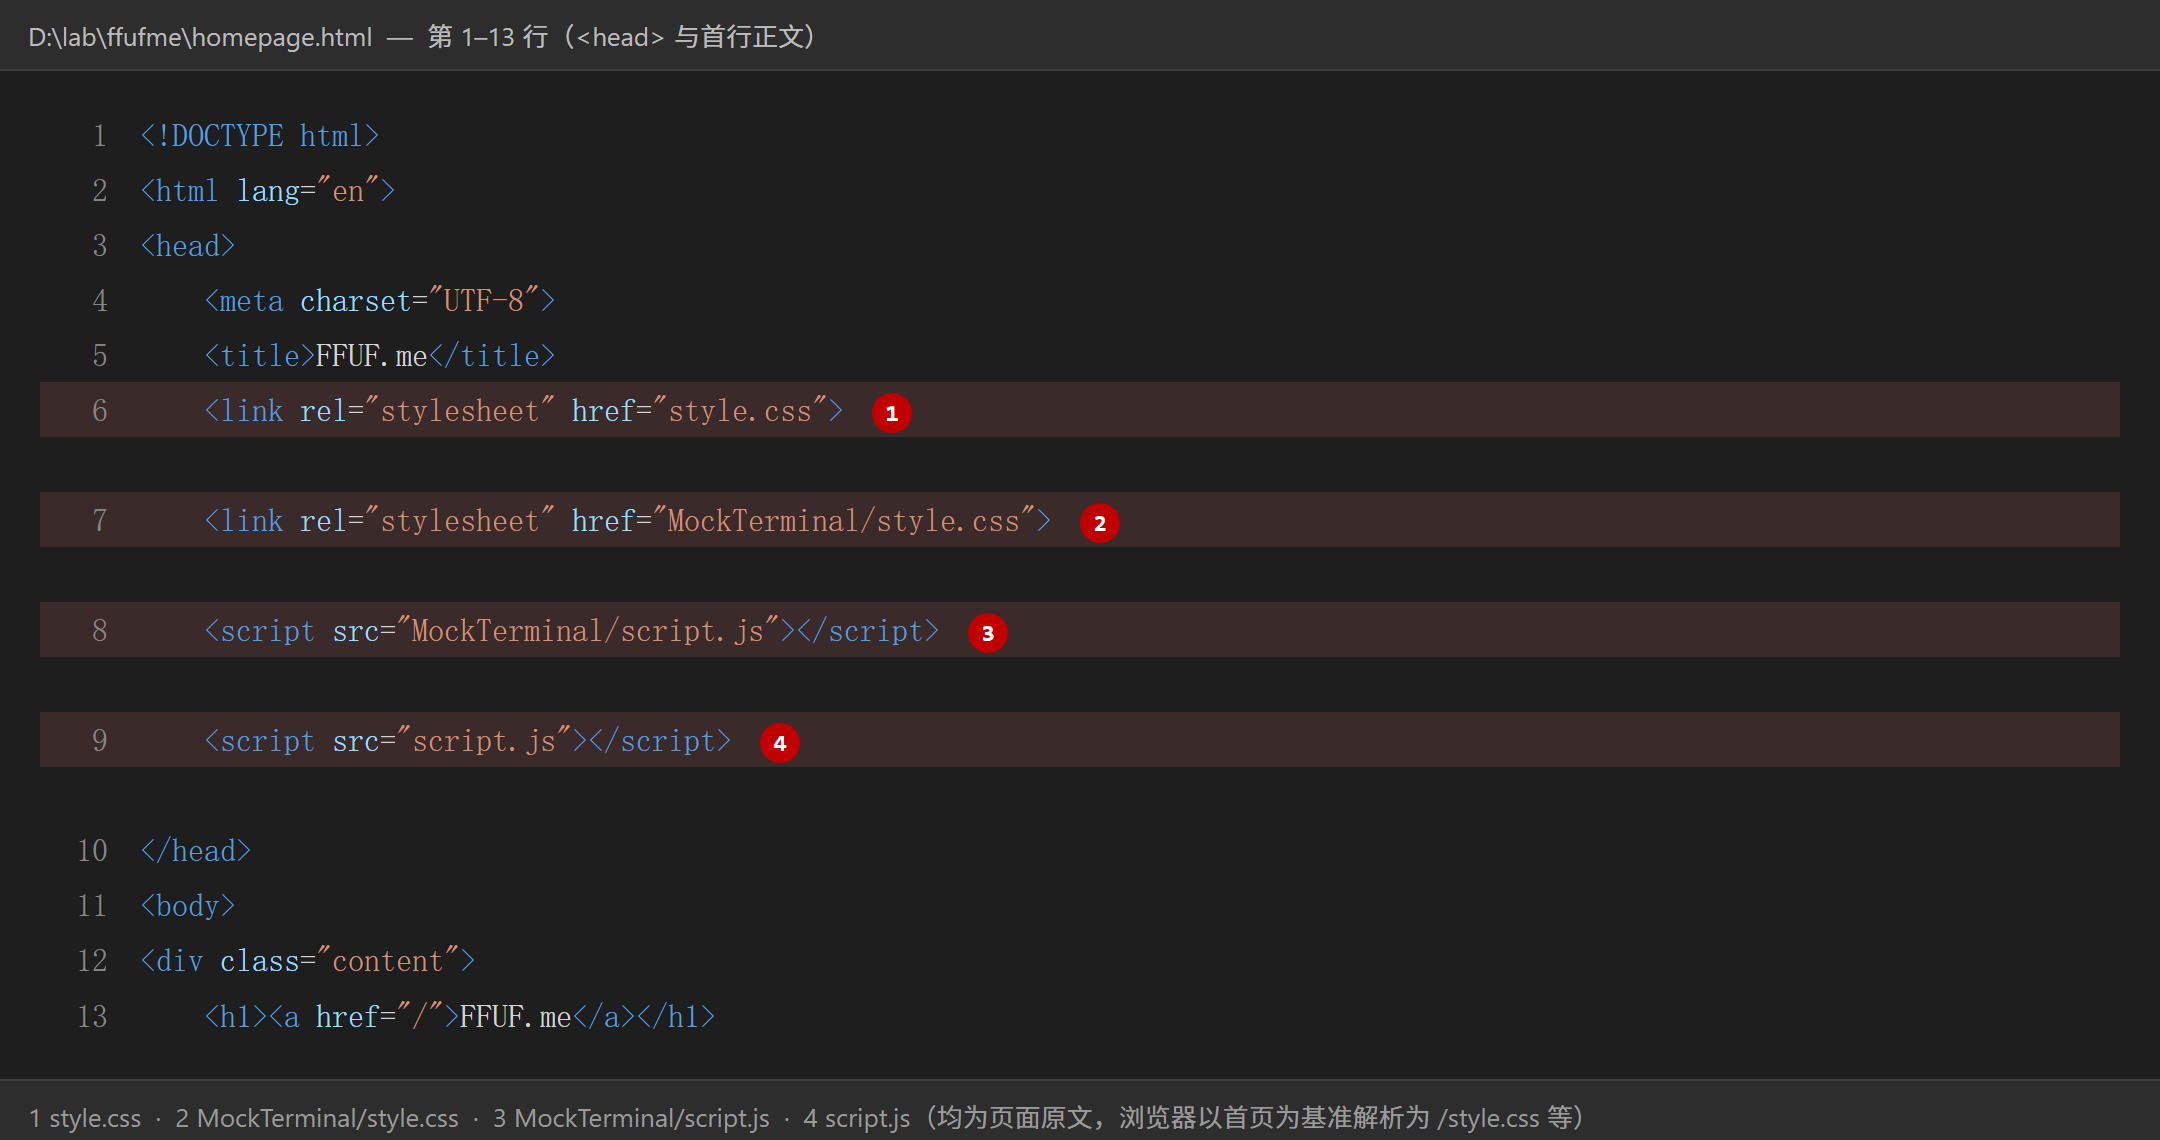 D:\lab\ffufme\homepage.html — 第 1–13 行（<head> 与首行正文）
1 <!DOCTYPE html>
2 <html lang="en">
3 <head>
4     <meta charset="UTF-8">
5     <title>FFUF.me</title>
6     <link rel="stylesheet" href="style.css"> 1
7     <link rel="stylesheet" href="MockTerminal/style.css"> 2
8     <script src="MockTerminal/script.js"></script> 3
9     <script src="script.js"></script> 4
10 </head>
11 <body>
12 <div class="content">
13     <h1><a href="/">FFUF.me</a></h1>
1 style.css · 2 MockTerminal/style.css · 3 MockTerminal/script.js · 4 script.js（均为页面原文，浏览器以首页为基准解析为 /style.css 等）